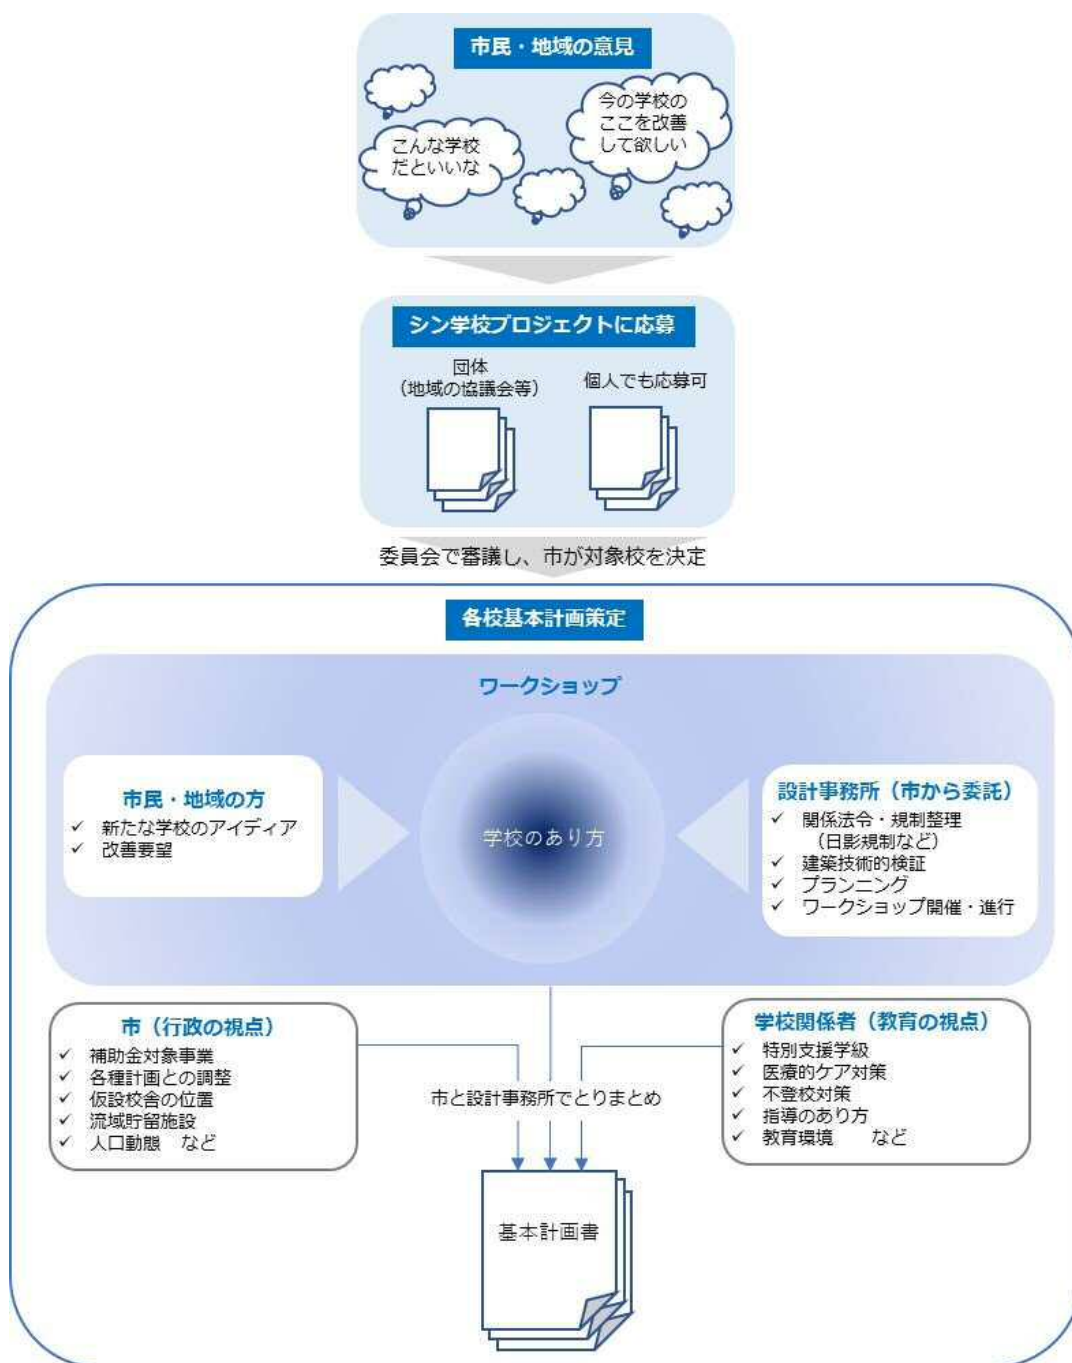 市民・地域の意見
こんな学校
だといいな
今の学校の
ここを改善
して欲しい
シン学校プロジェクトに応募
団体
（地域の協議会等）
個人でも応募可
委員会で審議し、市が対象校を決定
各校基本計画策定
ワークショップ
市民・地域の方
✓ 新たな学校のアイディア
✓ 改善要望
学校のあり方
設計事務所（市から委託）
✓ 関係法令・規制整理
（日影規制など）
✓ 建築技術的検証
✓ プランニング
✓ ワークショップ開催・進行
市（行政の視点）
✓ 補助金対象事業
✓ 各種計画との調整
✓ 仮設校舎の位置
✓ 流域貯留施設
✓ 人口動態　など
市と設計事務所でとりまとめ
学校関係者（教育の視点）
✓ 特別支援学級
✓ 医療的ケア対策
✓ 不登校対策
✓ 指導のあり方
✓ 教育環境　　など
基本計画書